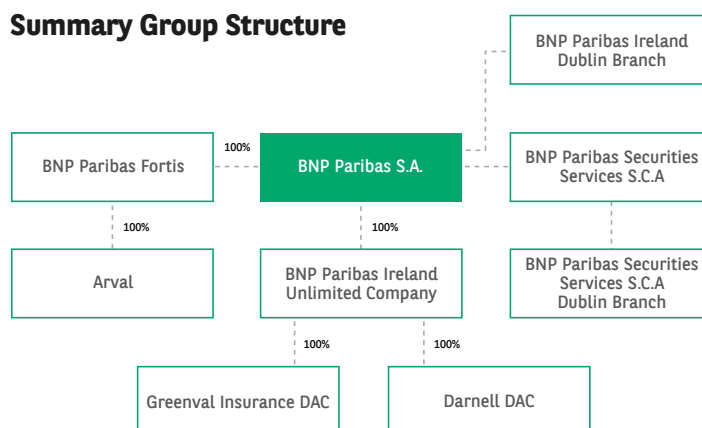 Summary Group Structure
BNP Paribas Ireland
Dublin Branch
BNP Paribas Fortis
100%
BNP Paribas S.A.
BNP Paribas Securities
Services S.C.A
100%
100%
Arval
BNP Paribas Ireland
Unlimited Company
BNP Paribas Securities
Services S.C.A
Dublin Branch
100%
100%
Greenval Insurance DAC
Darnell DAC